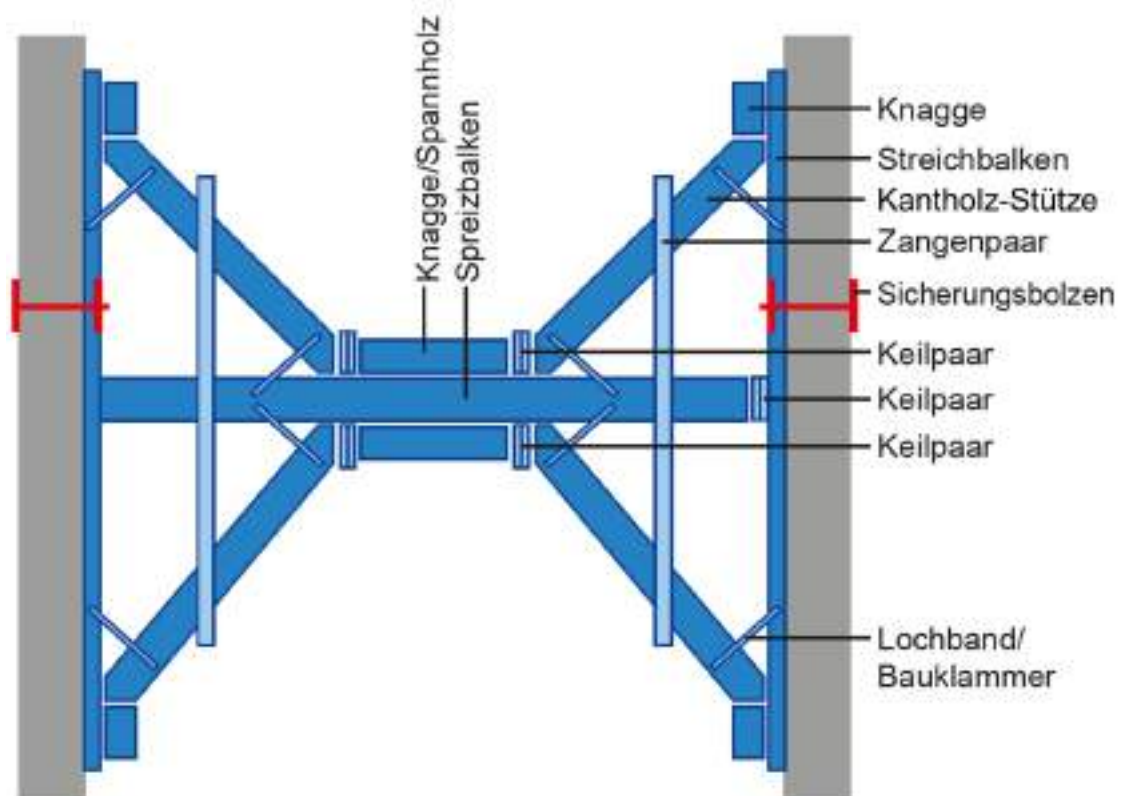 Knagge/Spannholz
Spreizbalken
Knagge
Streichbalken
Kantholz-Stütze
Zangenpaar
Sicherungsbolzen
Keilpaar
Keilpaar
Keilpaar
Lochband/
Bauklammer